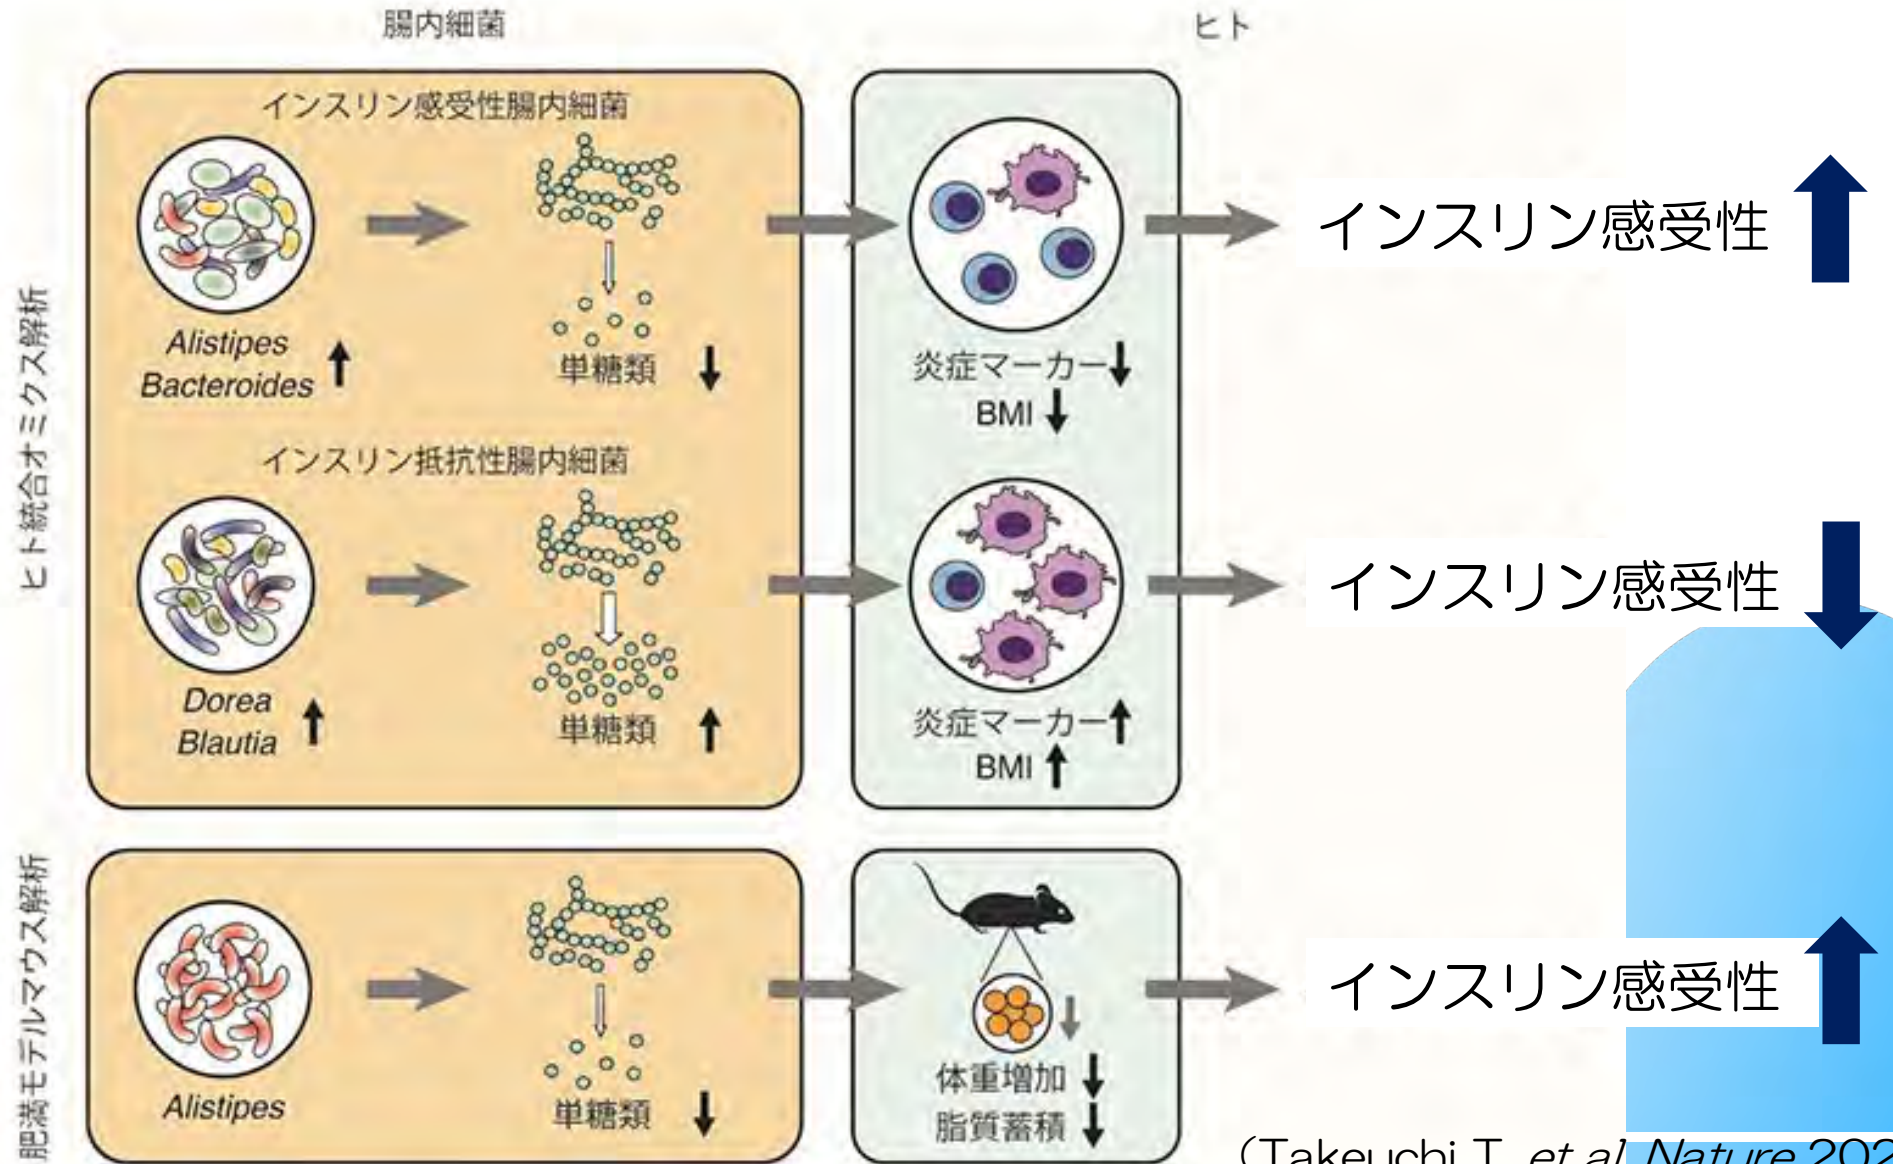 腸内細菌
ヒト
ヒト統合オミクス解析
インスリン感受性腸内細菌
Alistipes
Bacteroides
単糖類
炎症マーカー
BMI
インスリン感受性
インスリン抵抗性腸内細菌
Dorea
Blautia
単糖類
炎症マーカー
BMI
インスリン感受性
肥満モデルマウス解析
Alistipes
単糖類
体重増加
脂質蓄積
インスリン感受性
(Takeuchi T, et al, Nature